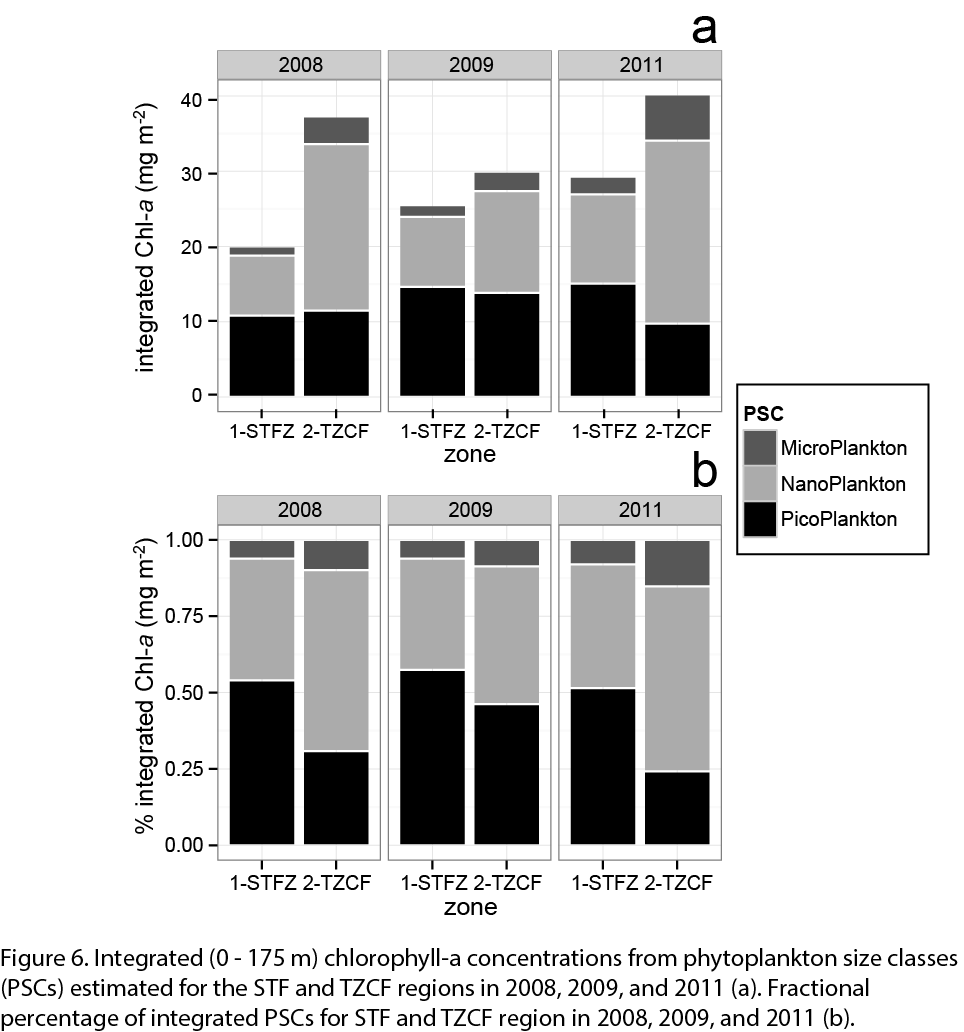 a
2008 2009 2011
integrated Chl-a (mg m-2)
40
30
20
10
0
1-STFZ 2-TZCF 1-STFZ 2-TZCF 1-STFZ 2-TZCF
zone
PSC
MicroPlankton
NanoPlankton
PicoPlankton
b
2008 2009 2011
% integrated Chl-a (mg m-2)
1.00
0.75
0.50
0.25
0.00
1-STFZ 2-TZCF 1-STFZ 2-TZCF 1-STFZ 2-TZCF
zone
Figure 6. Integrated (0 - 175 m) chlorophyll-a concentrations from phytoplankton size classes
(PSCs) estimated for the STF and TZCF regions in 2008, 2009, and 2011 (a). Fractional
percentage of integrated PSCs for STF and TZCF region in 2008, 2009, and 2011 (b).